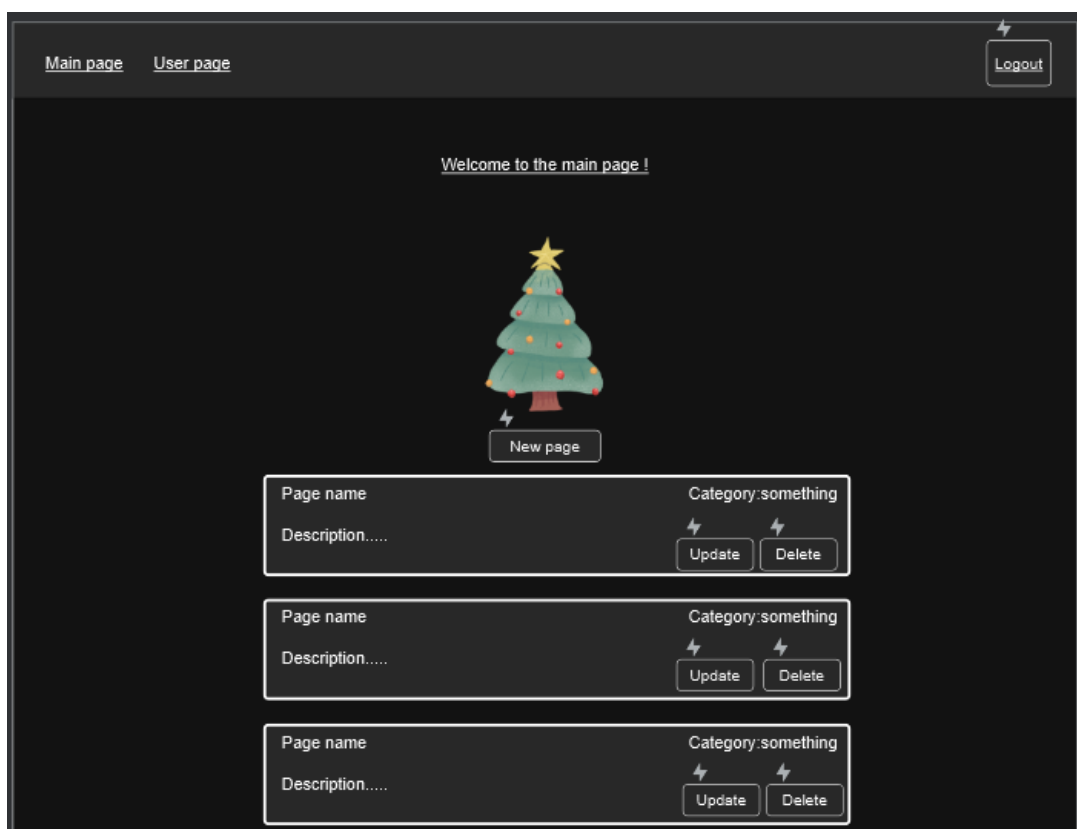 Main page User page Logout
Welcome to the main page !
New page
Page name Category:something
Description.....
Update Delete
Page name Category:something
Description.....
Update Delete
Page name Category:something
Description.....
Update Delete